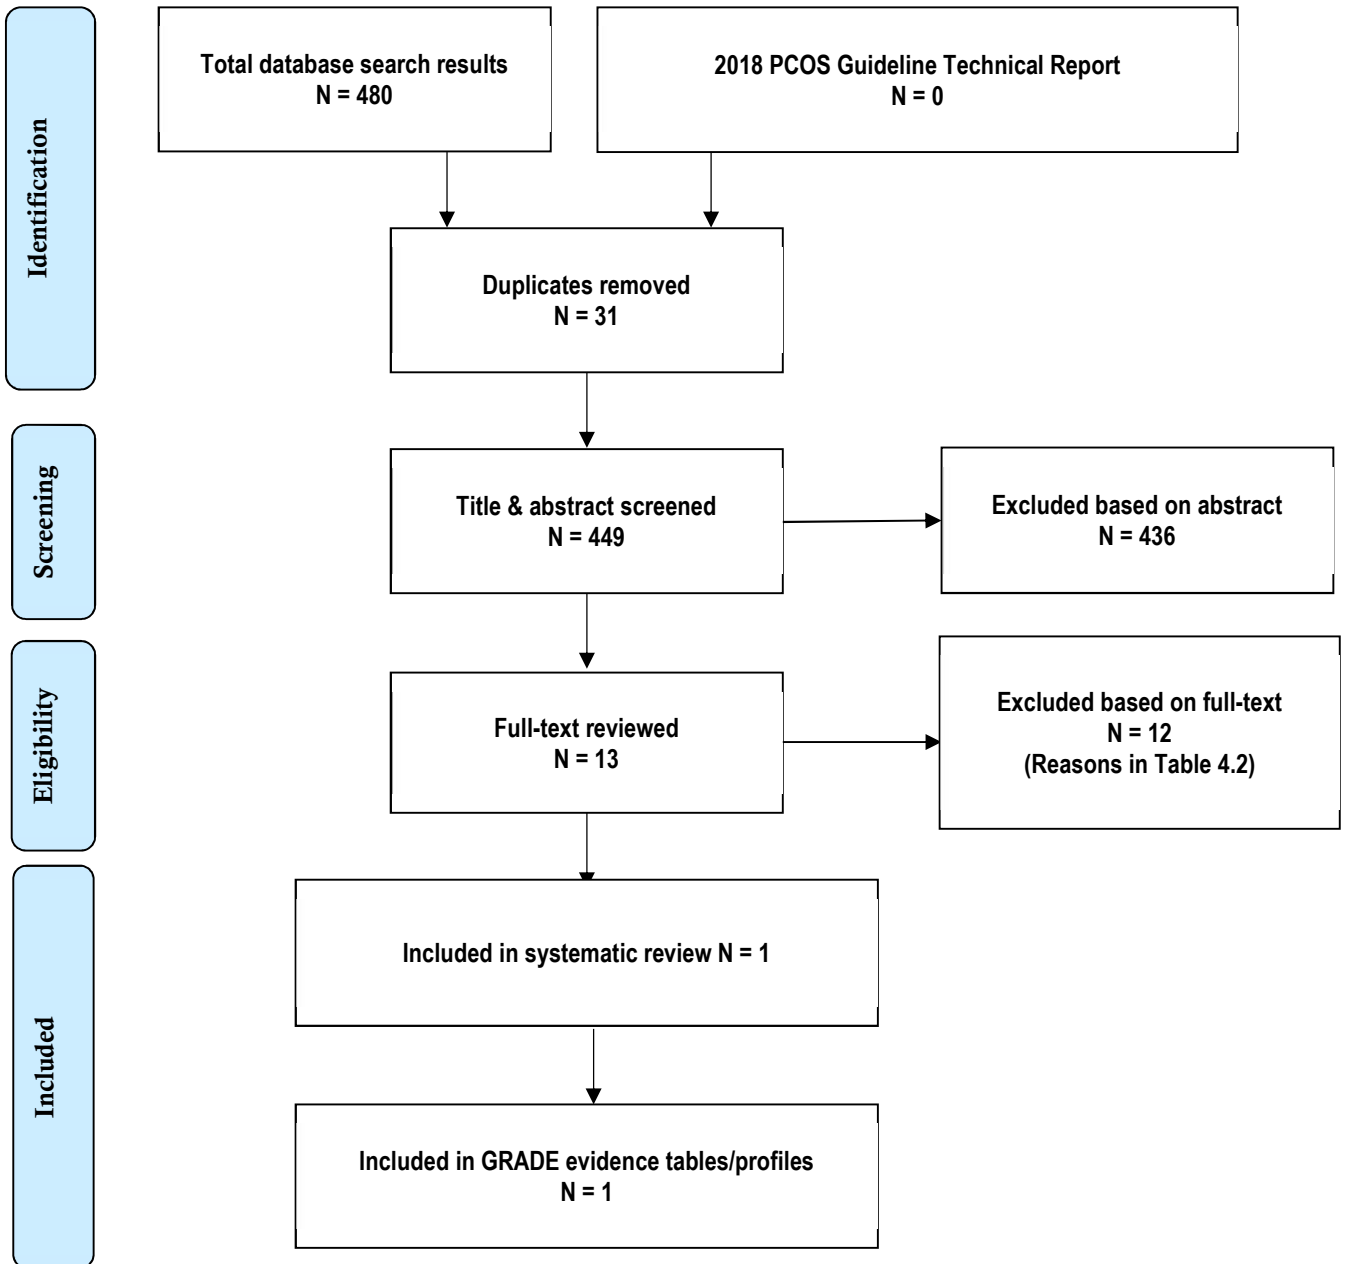 Identification
Total database search results
N = 480
2018 PCOS Guideline Technical Report
N = 0
Duplicates removed
N = 31
Screening
Title & abstract screened
N = 449
Excluded based on abstract
N = 436
Eligibility
Full-text reviewed
N = 13
Excluded based on full-text
N = 12
(Reasons in Table 4.2)
Included
Included in systematic review N = 1
Included in GRADE evidence tables/profiles
N = 1